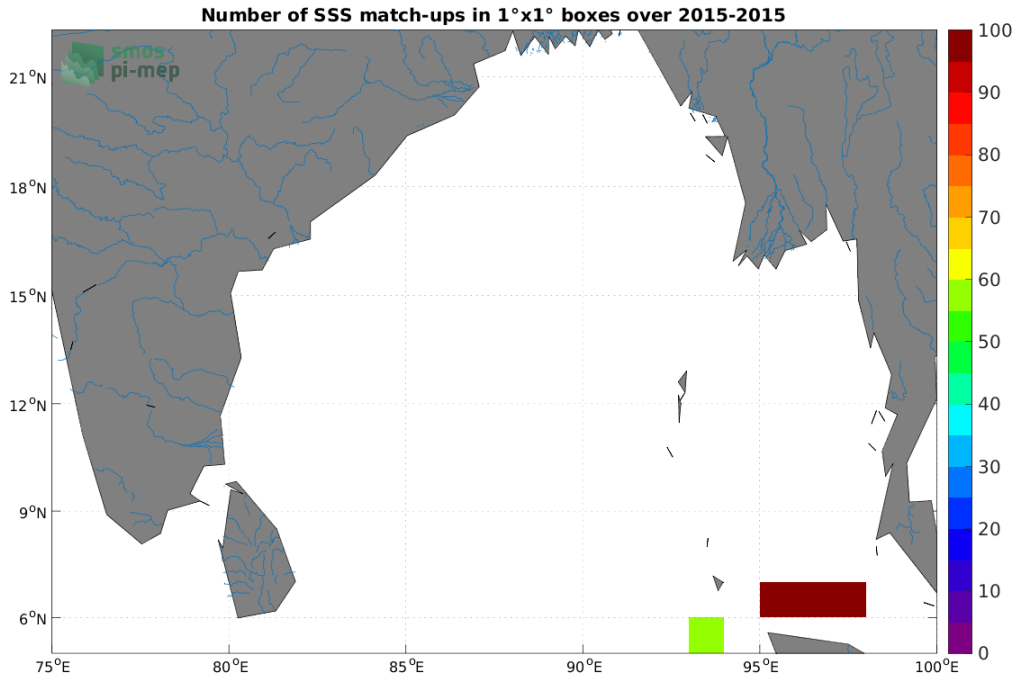 Number of SSS match-ups in 1°x1° boxes over 2015-2015
smos
pi-mep
21°N
18°N
15°N
12°N
9°N
6°N
75°E 80°E 85°E 90°E 95°E 100°E
100
90
80
70
60
50
40
30
20
10
0